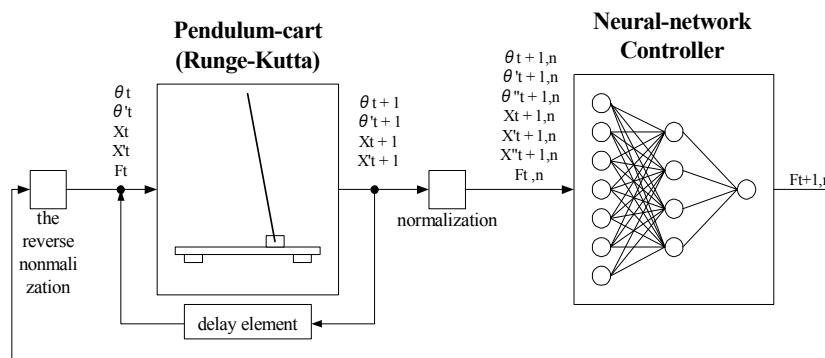 Pendulum-cart
(Runge-Kutta)
Neural-network
Controller
θt
θ't
Xt
X't
Ft
θt+1
θ't+1
Xt+1
X't+1
θt+1,n
θ't+1,n
θ"t+1,n
Xt+1,n
X't+1,n
X"t+1,n
Ft,n
Ft+1,n
the
reverse
nonmali
zation
normalization
delay element